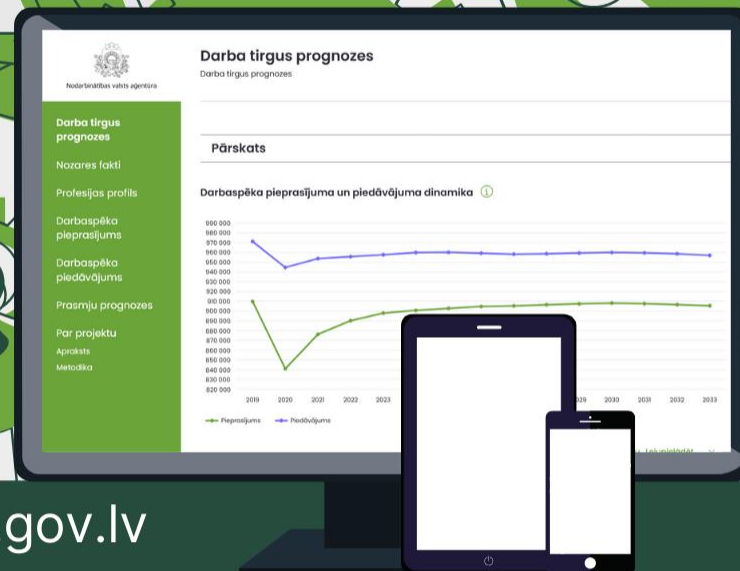 Nodarbinātības valsts aģentūra
Darba tirgus prognozes
Darba tirgus prognozes
Darba tirgus
prognozes
Nozares fakti
Profesijas profils
Darbaspēka
pieprasījums
Darbaspēka
piedāvājums
Prasmju prognozes
Par projektu
Apraksts
Metodika
Pārskats
Darbaspēka pieprasījuma un piedāvājuma dinamika
990 000
980 000
970 000
960 000
950 000
940 000
930 000
920 000
910 000
900 000
890 000
880 000
870 000
860 000
850 000
840 000
830 000
820 000
2019 2020 2021 2022 2023 2029 2030 2031 2032 2033
Pieprasījums Piedāvājums
Lejupielādēt
.gov.lv